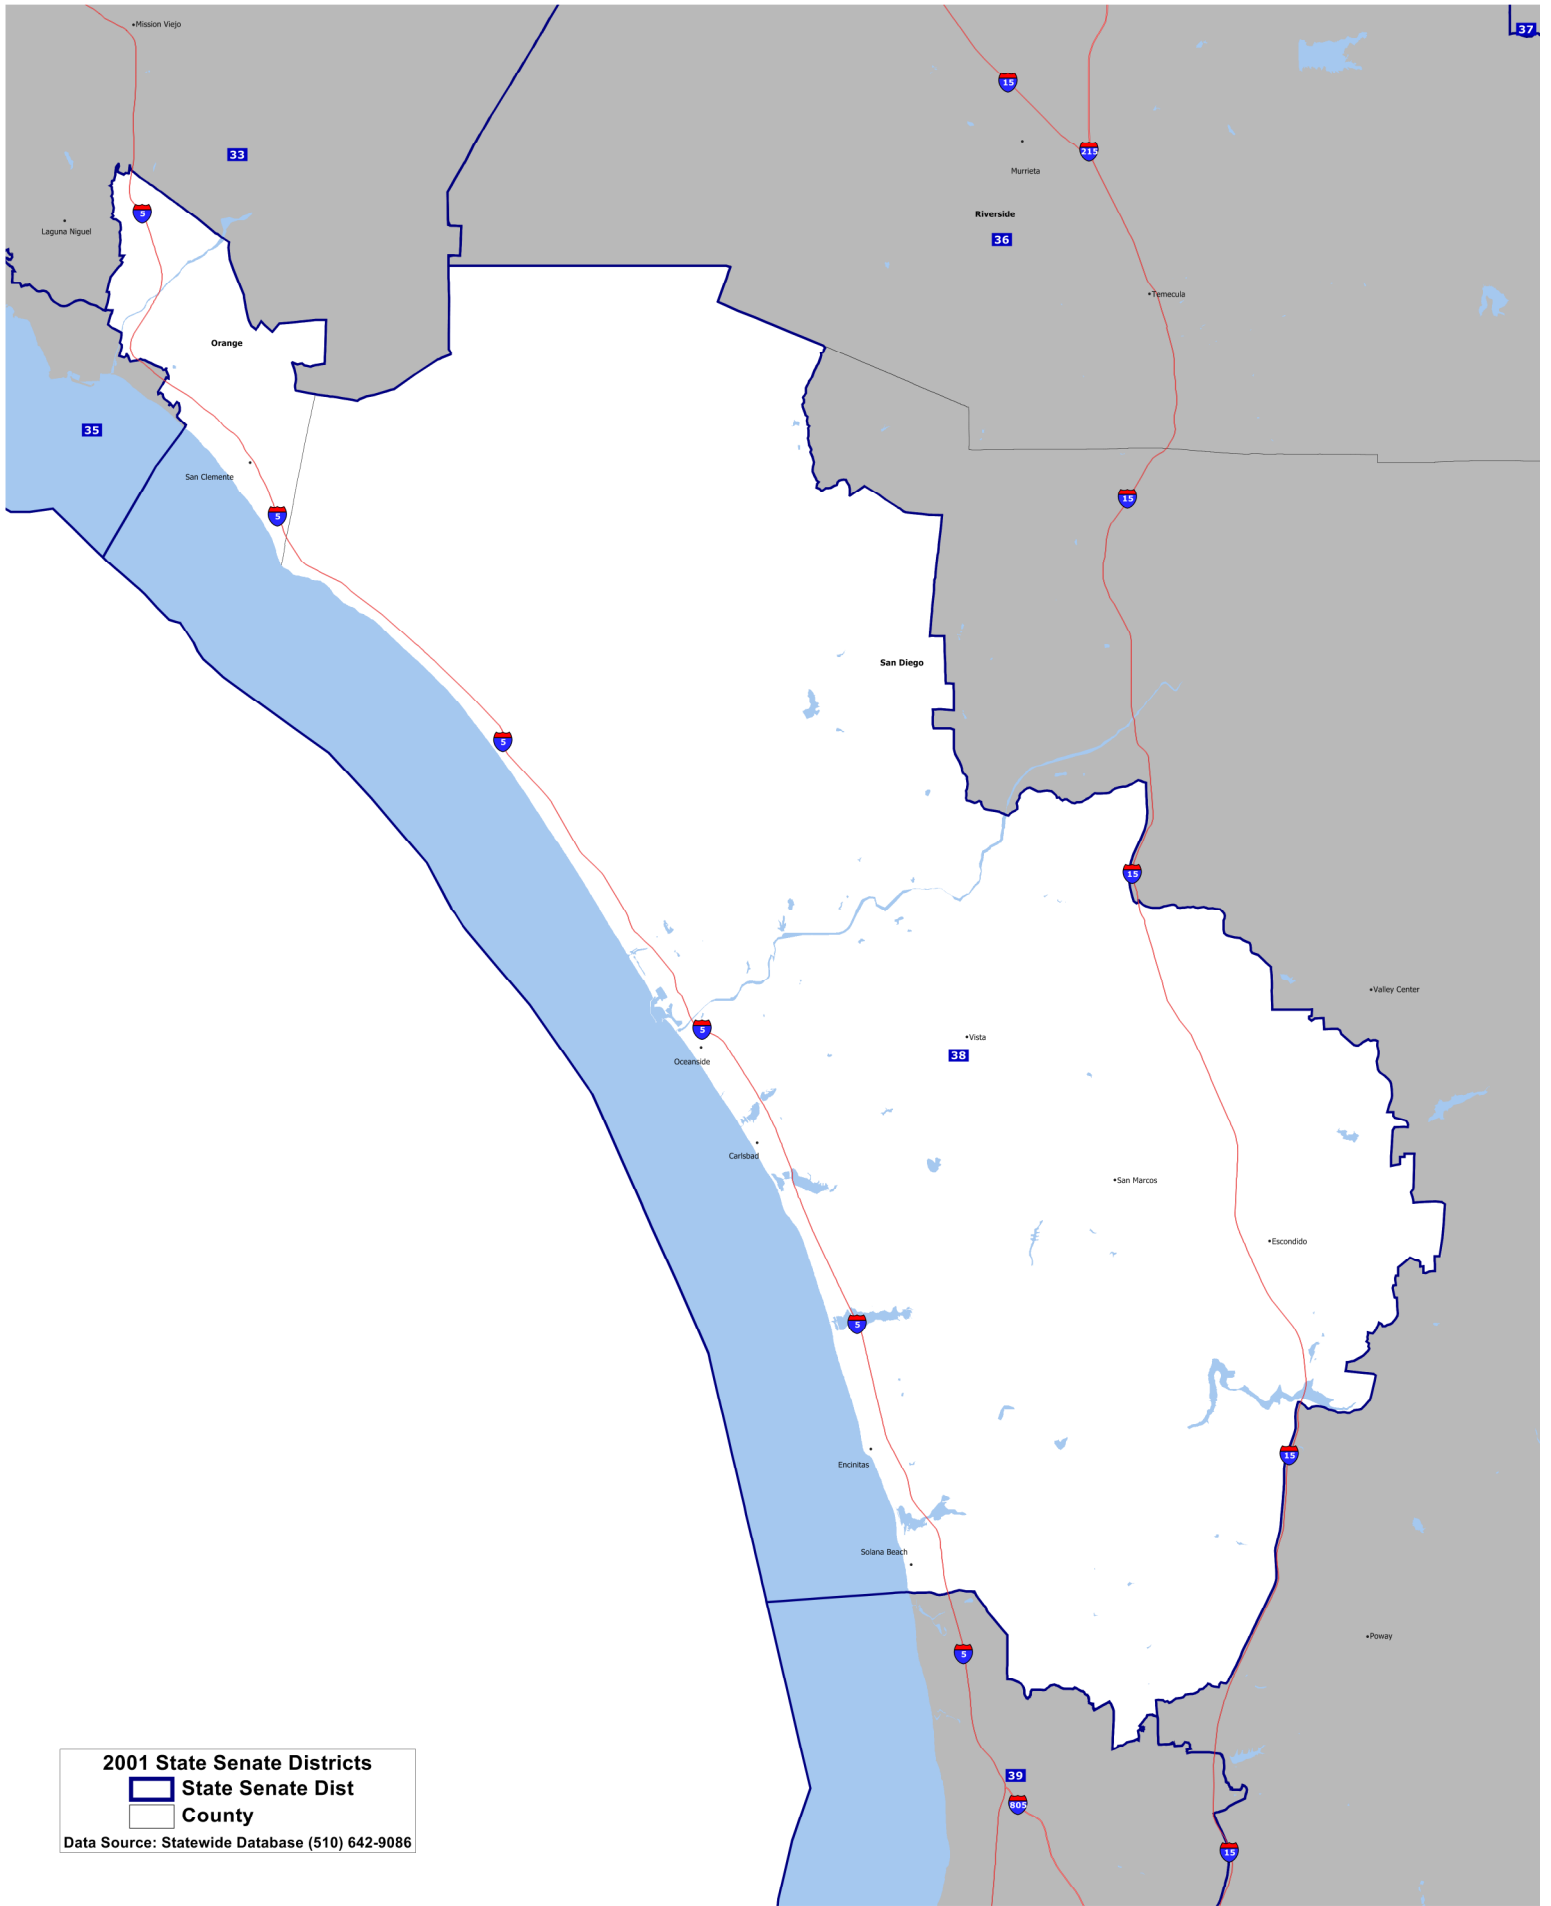 Mission Viejo
37
15
215
33
Murrieta
5
Laguna Niguel
Riverside
36
Temecula
Orange
35
San Clemente
15
5
San Diego
5
15
Valley Center
5
Vista
Oceanside
38
Carlsbad
San Marcos
Escondido
5
15
Encinitas
Solana Beach
Poway
5
39
805
15
2001 State Senate Districts
State Senate Dist
County
Data Source: Statewide Database (510) 642-9086